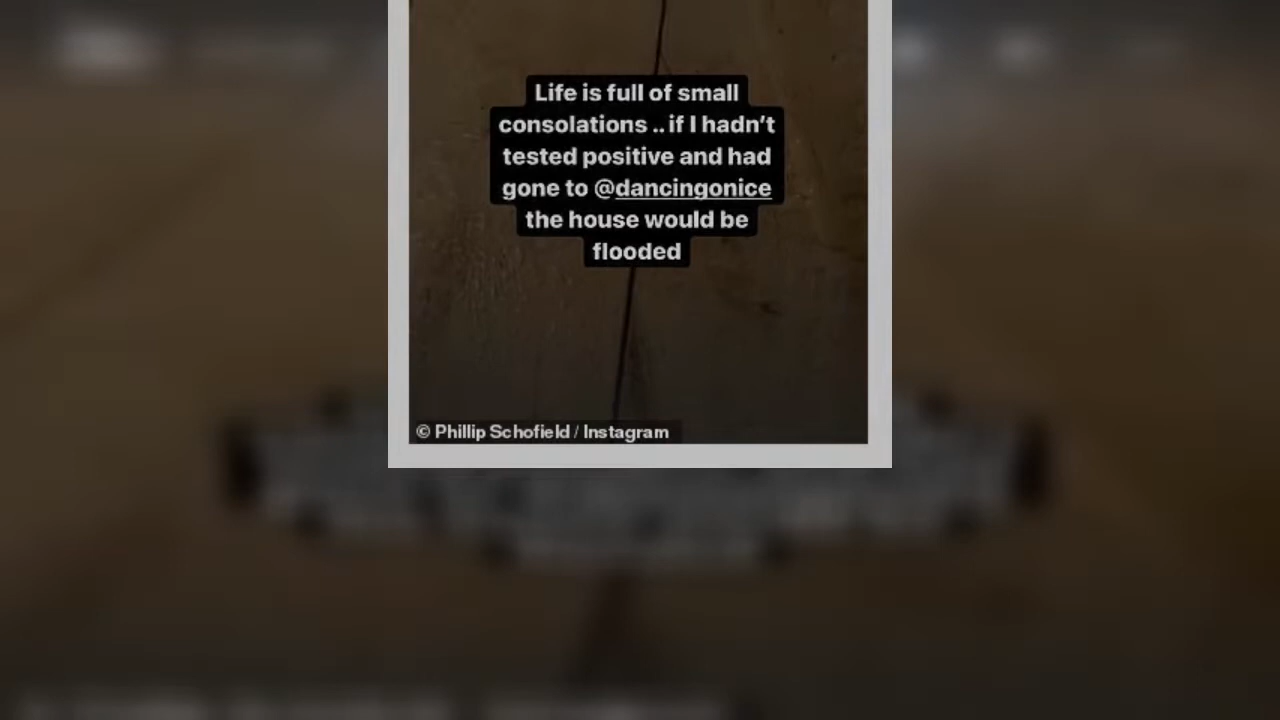 Life is full of small
consolations .. if I hadn't
tested positive and had
gone to @dancingonice
the house would be
flooded
© Phillip Schofield / Instagram